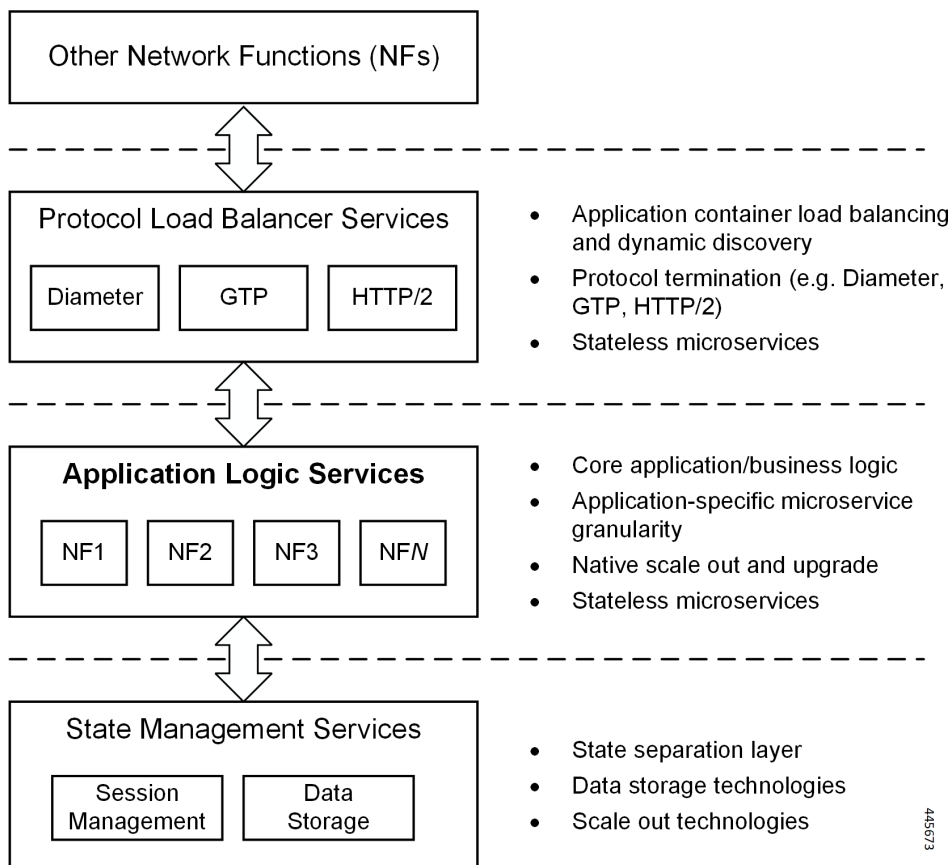 Other Network Functions (NFs)
Protocol Load Balancer Services
Diameter
GTP
HTTP/2
• Application container load balancing
and dynamic discovery
• Protocol termination (e.g. Diameter,
GTP, HTTP/2)
• Stateless microservices
Application Logic Services
NF1
NF2
NF3
NFN
• Core application/business logic
• Application-specific microservice
granularity
• Native scale out and upgrade
• Stateless microservices
State Management Services
Session
Management
Data
Storage
• State separation layer
• Data storage technologies
• Scale out technologies
445673